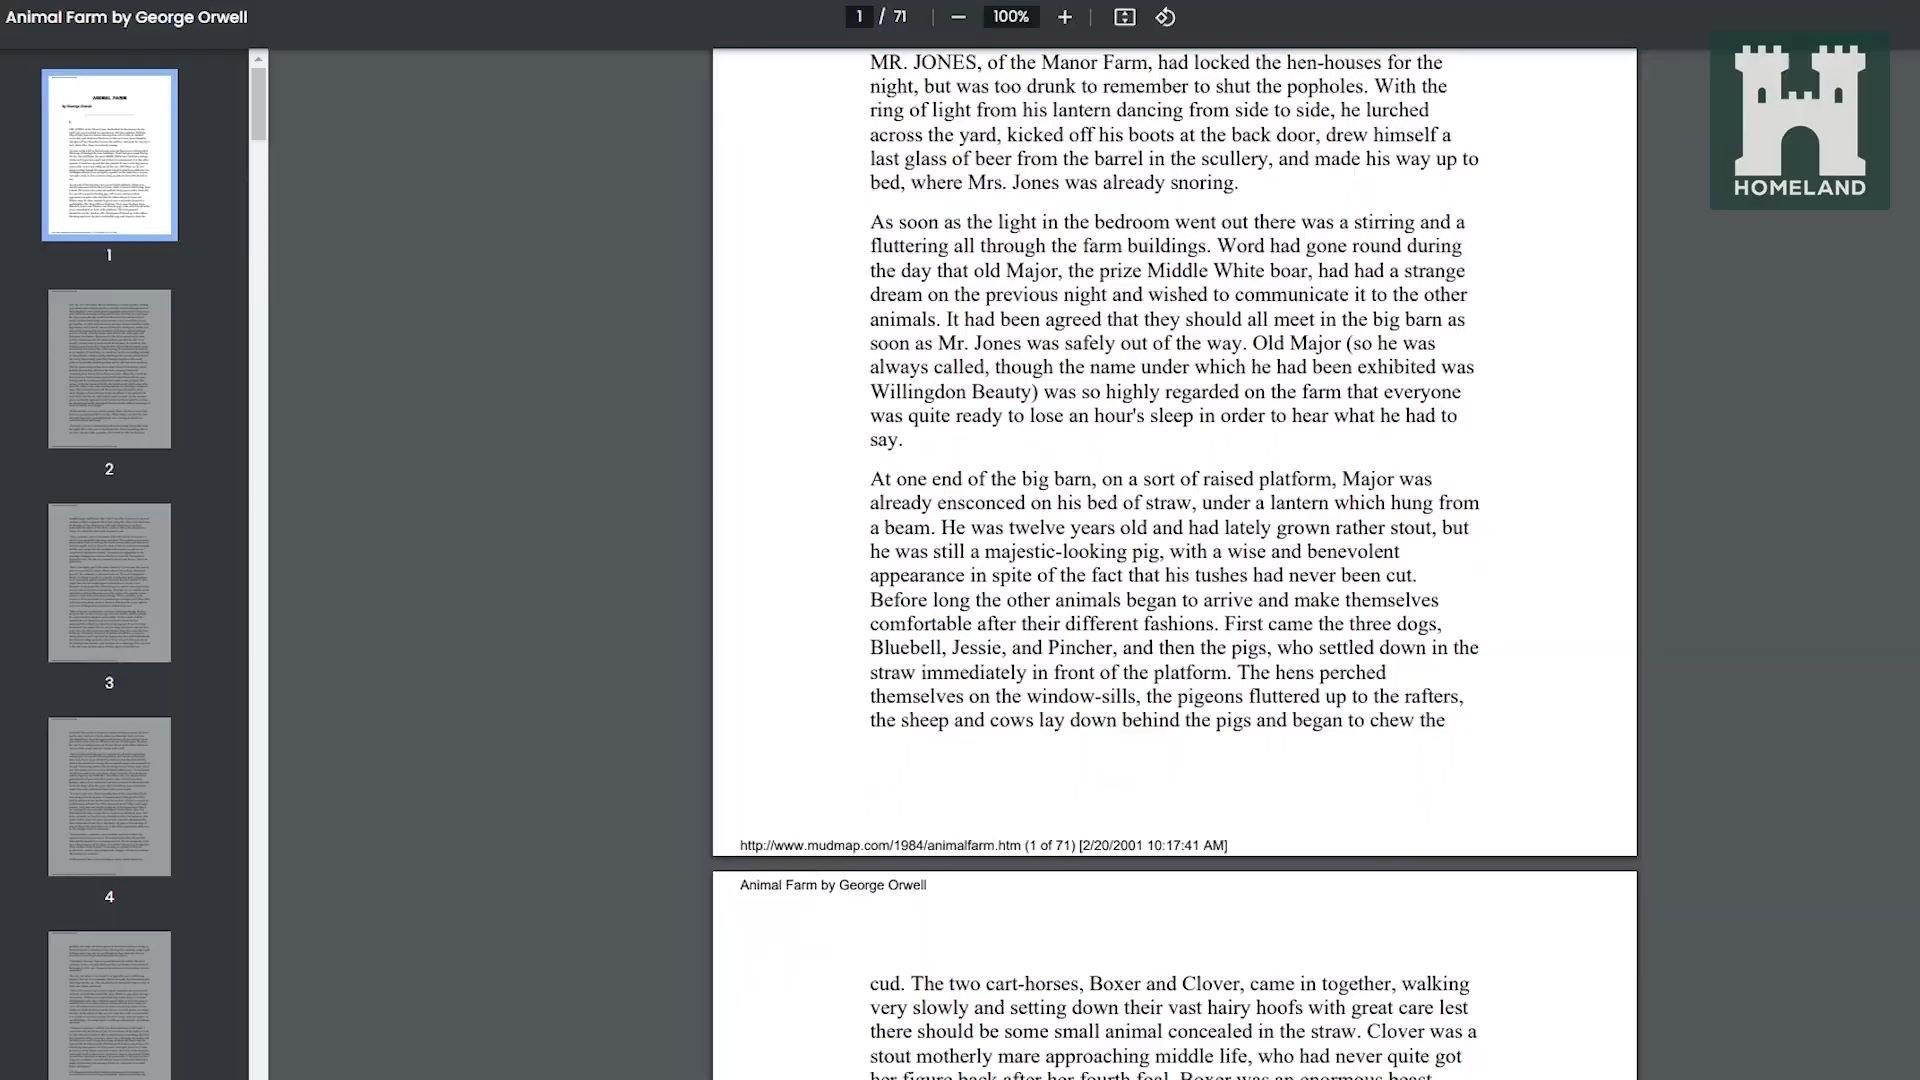 Animal Farm by George Orwell
1 / 71
100%
HOMELAND
1
2
3
4
MR. JONES, of the Manor Farm, had locked the hen-houses for the
night, but was too drunk to remember to shut the popholes. With the
ring of light from his lantern dancing from side to side, he lurched
across the yard, kicked off his boots at the back door, drew himself a
last glass of beer from the barrel in the scullery, and made his way up to
bed, where Mrs. Jones was already snoring.
As soon as the light in the bedroom went out there was a stirring and a
fluttering all through the farm buildings. Word had gone round during
the day that old Major, the prize Middle White boar, had had a strange
dream on the previous night and wished to communicate it to the other
animals. It had been agreed that they should all meet in the big barn as
soon as Mr. Jones was safely out of the way. Old Major (so he was
always called, though the name under which he had been exhibited was
Willingdon Beauty) was so highly regarded on the farm that everyone
was quite ready to lose an hour's sleep in order to hear what he had to
say.
At one end of the big barn, on a sort of raised platform, Major was
already ensconced on his bed of straw, under a lantern which hung from
a beam. He was twelve years old and had lately grown rather stout, but
he was still a majestic-looking pig, with a wise and benevolent
appearance in spite of the fact that his tushes had never been cut.
Before long the other animals began to arrive and make themselves
comfortable after their different fashions. First came the three dogs,
Bluebell, Jessie, and Pincher, and then the pigs, who settled down in the
straw immediately in front of the platform. The hens perched
themselves on the window-sills, the pigeons fluttered up to the rafters,
the sheep and cows lay down behind the pigs and began to chew the
http://www.mudmap.com/1984/animalfarm.htm (1 of 71) [2/20/2001 10:17:41 AM]
Animal Farm by George Orwell
cud. The two cart-horses, Boxer and Clover, came in together, walking
very slowly and setting down their vast hairy hoofs with great care lest
there should be some small animal concealed in the straw. Clover was a
stout motherly mare approaching middle life, who had never quite got
her figure back after her fourth foal. Boxer was an enormous beast,